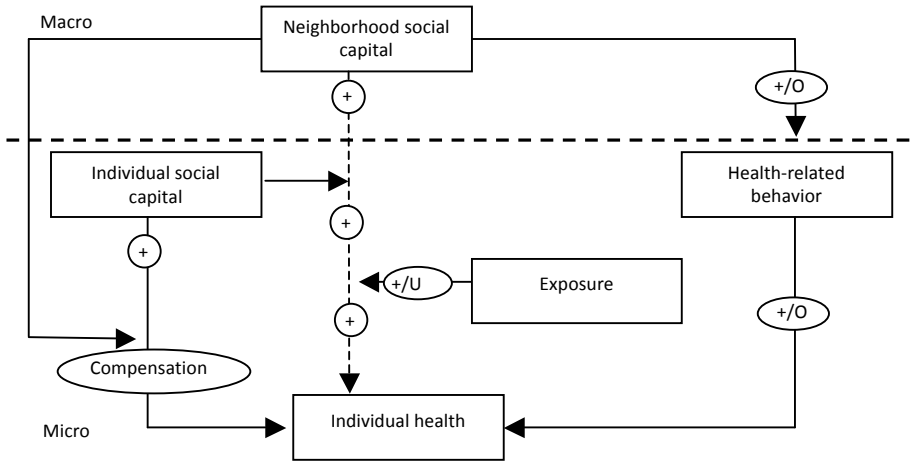 Macro
Neighborhood social
capital
+
+/O
Individual social
capital
Health-related
behavior
+
+
+/U
Exposure
+
+/O
Compensation
Individual health
Micro